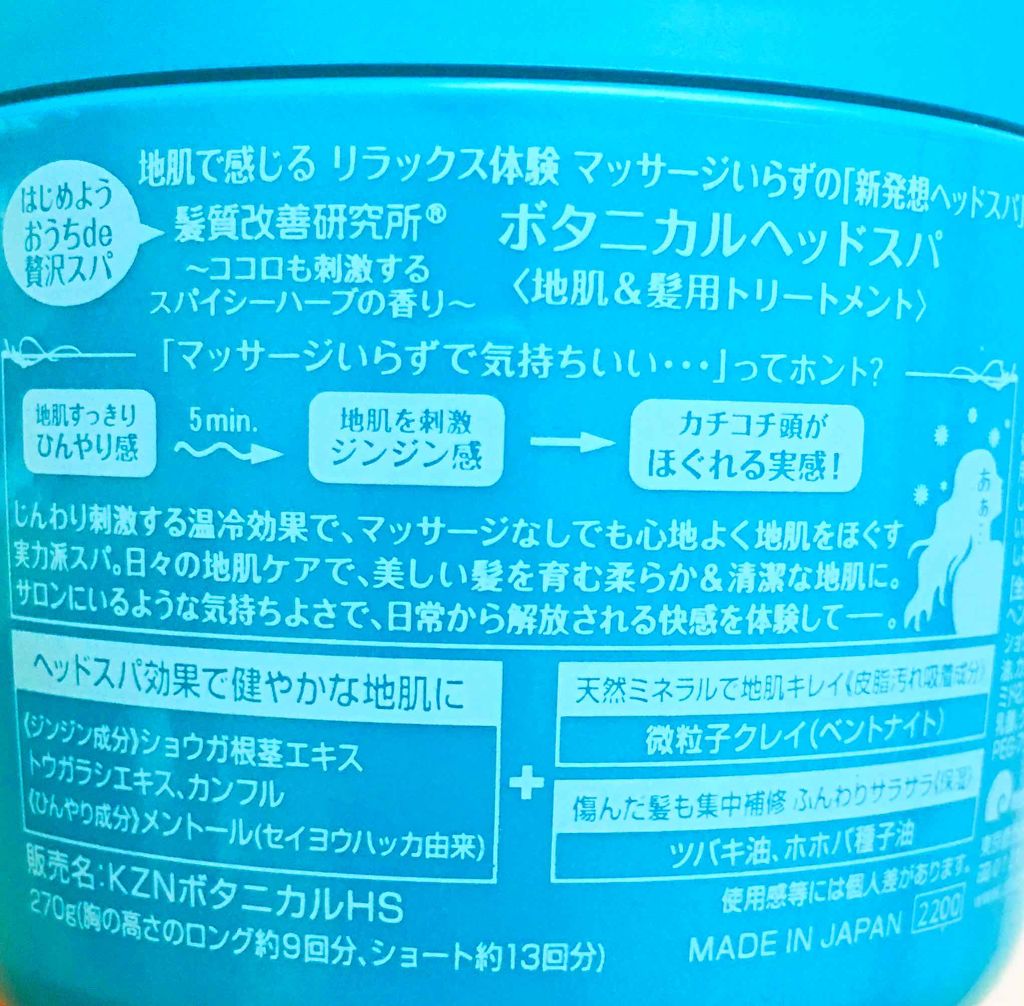 はじめよう
おうちde
贅沢スパ
地肌で感じる リラックス体験 マッサージいらずの「新発想ヘッドスパ」
髪質改善研究所®
～ココロも刺激する
スパイシーハーブの香り～
ボタニカルヘッドスパ
〈地肌&髪用トリートメント〉
「マッサージいらずで気持ちいい・・・」ってホント?
地肌すっきり
ひんやり感
5min.
地肌を刺激
ジンジン感
カチコチ頭が
ほぐれる実感!
あぁ…
じんわり刺激する温冷効果で、マッサージなしでも心地よく地肌をほぐす
実力派スパ。日々の地肌ケアで、美しい髪を育む柔らか&清潔な地肌に。
サロンにいるような気持ちよさで、日常から解放される快感を体験して―。
ヘッドスパ効果で健やかな地肌に
《ジンジン成分》ショウガ根茎エキス
トウガラシエキス、カンフル
《ひんやり成分》メントール(セイヨウハッカ由来)
+
天然ミネラルで地肌キレイ《皮脂汚れ吸着成分》
微粒子クレイ(ベントナイト)
傷んだ髪も集中補修 ふんわりサラサラ《保湿》
ツバキ油、ホホバ種子油
販売名:KZNボタニカルHS
270g(胸の高さのロング約9回分、ショート約13回分)
使用感等には個人差があります。
MADE IN JAPAN 2200